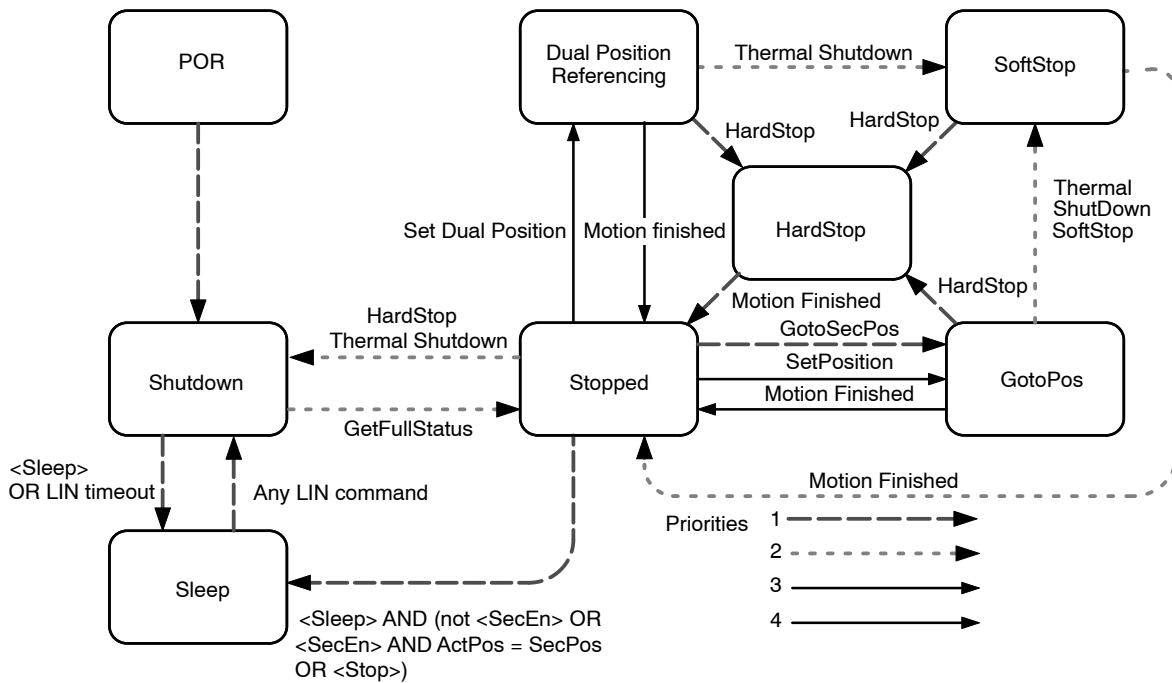 POR
Dual Position
Referencing
Thermal Shutdown
SoftStop
HardStop
HardStop
Thermal
ShutDown
SoftStop
Set Dual Position
Motion finished
HardStop
HardStop
Motion Finished
HardStop
Thermal Shutdown
GotoSecPos
SetPosition
Motion Finished
Shutdown
Stopped
GotoPos
GetFullStatus
<Sleep>
OR LIN timeout
Any LIN command
Motion Finished
Priorities
1
2
3
4
Sleep
<Sleep> AND (not <SecEn> OR
<SecEn> AND ActPos = SecPos
OR <Stop>)